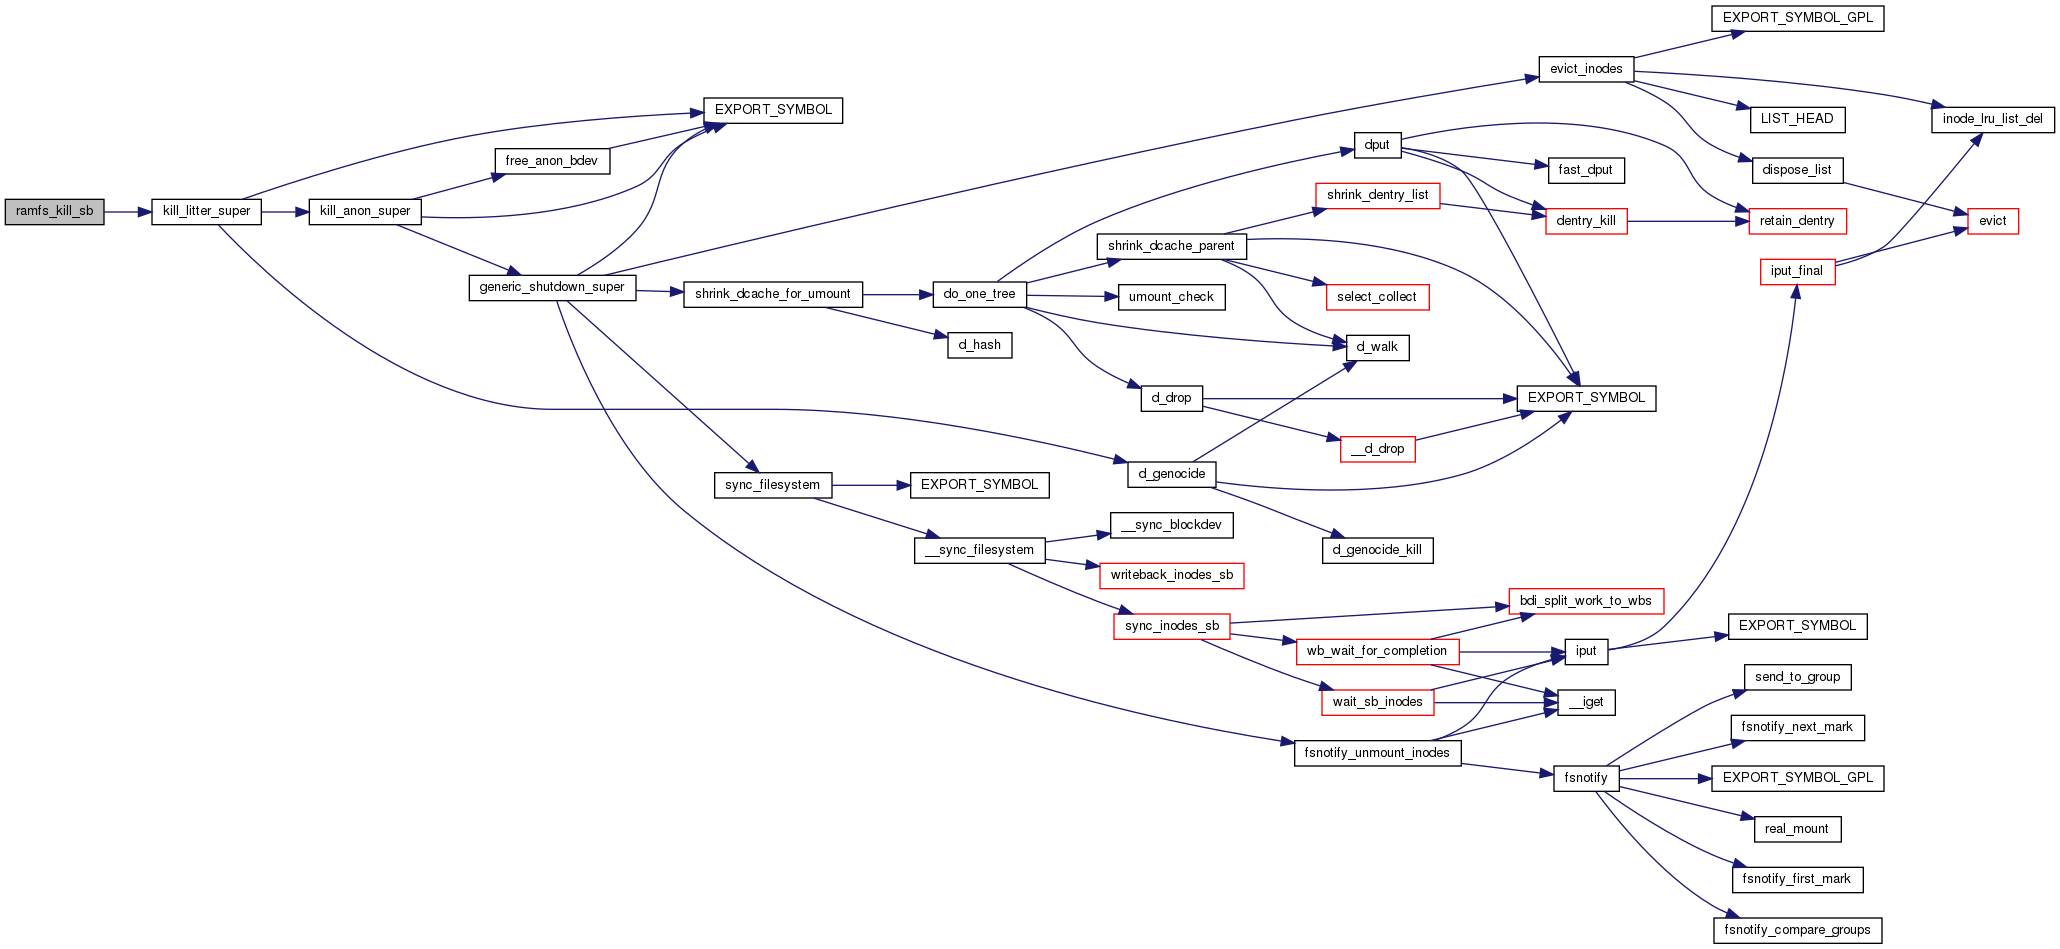 ramfs_kill_sb
kill_litter_super
EXPORT_SYMBOL
free_anon_bdev
kill_anon_super
generic_shutdown_super
shrink_dcache_for_umount
sync_filesystem
do_one_tree
d_hash
EXPORT_SYMBOL
__sync_filesystem
shrink_dcache_parent
umount_check
d_drop
d_genocide
__sync_blockdev
writeback_inodes_sb
sync_inodes_sb
dput
shrink_dentry_list
select_collect
d_walk
__d_drop
d_genocide_kill
wb_wait_for_completion
wait_sb_inodes
fsnotify_unmount_inodes
evict_inodes
fast_dput
dentry_kill
EXPORT_SYMBOL
bdi_split_work_to_wbs
iput
__iget
fsnotify
EXPORT_SYMBOL_GPL
LIST_HEAD
dispose_list
retain_dentry
iput_final
EXPORT_SYMBOL
send_to_group
fsnotify_next_mark
EXPORT_SYMBOL_GPL
real_mount
fsnotify_first_mark
fsnotify_compare_groups
inode_lru_list_del
evict